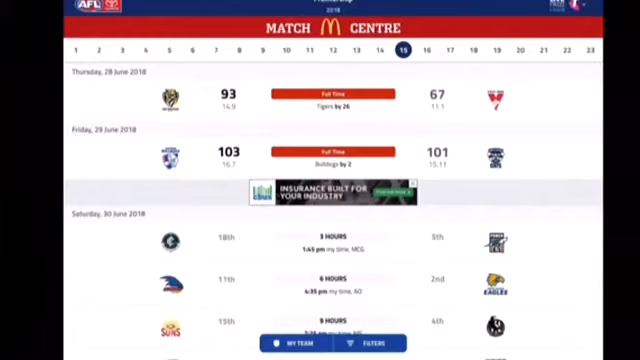 AFL
2018
MATCH CENTRE
1 2 3 4 5 6 7 8 9 10 11 12 13 14 15 16 17 18 19 20 21 22 23
Thursday, 28 June 2018
93 Full Time 67
14.9 Tigers by 26 11.1
Friday, 29 June 2018
103 Full Time 101
16.7 Bulldogs by 2 15.11
cbus INSURANCE BUILT FOR
YOUR INDUSTRY
Saturday, 30 June 2018
18th 3 HOURS 5th
1:45 pm my time, MCG
11th 6 HOURS 2nd
4:35 pm my time, AO
EAGLES
15th 9 HOURS 4th
SUNS
MY TEAM FILTERS